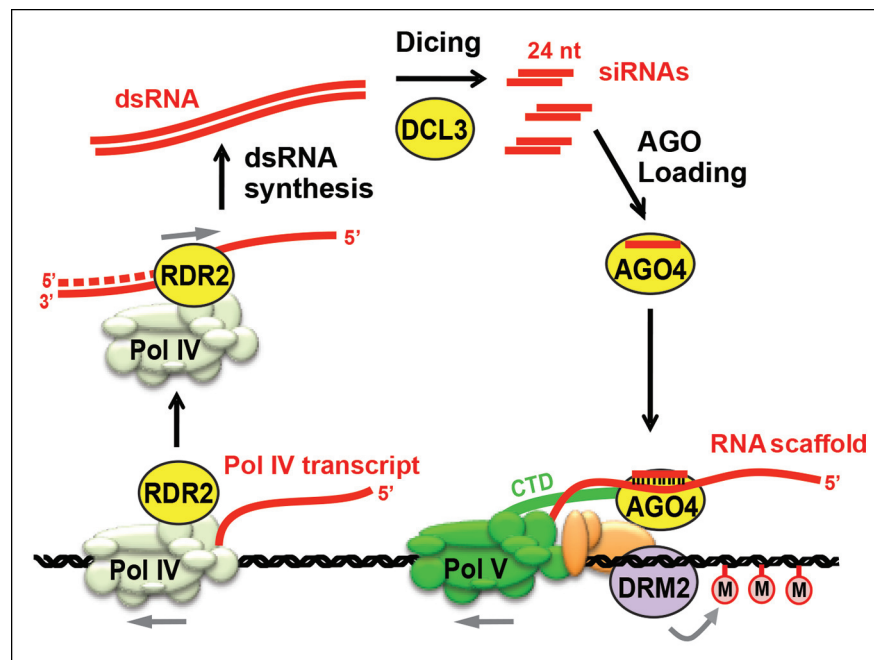 Dicing
24 nt
siRNAs
dsRNA
DCL3
AGO
Loading
dsRNA
synthesis
5’
RDR2
5’
3’
AGO4
Pol IV
RNA scaffold
Pol IV transcript
RDR2
5’
CTD
5’
AGO4
Pol IV
Pol V
DRM2
M
M
M